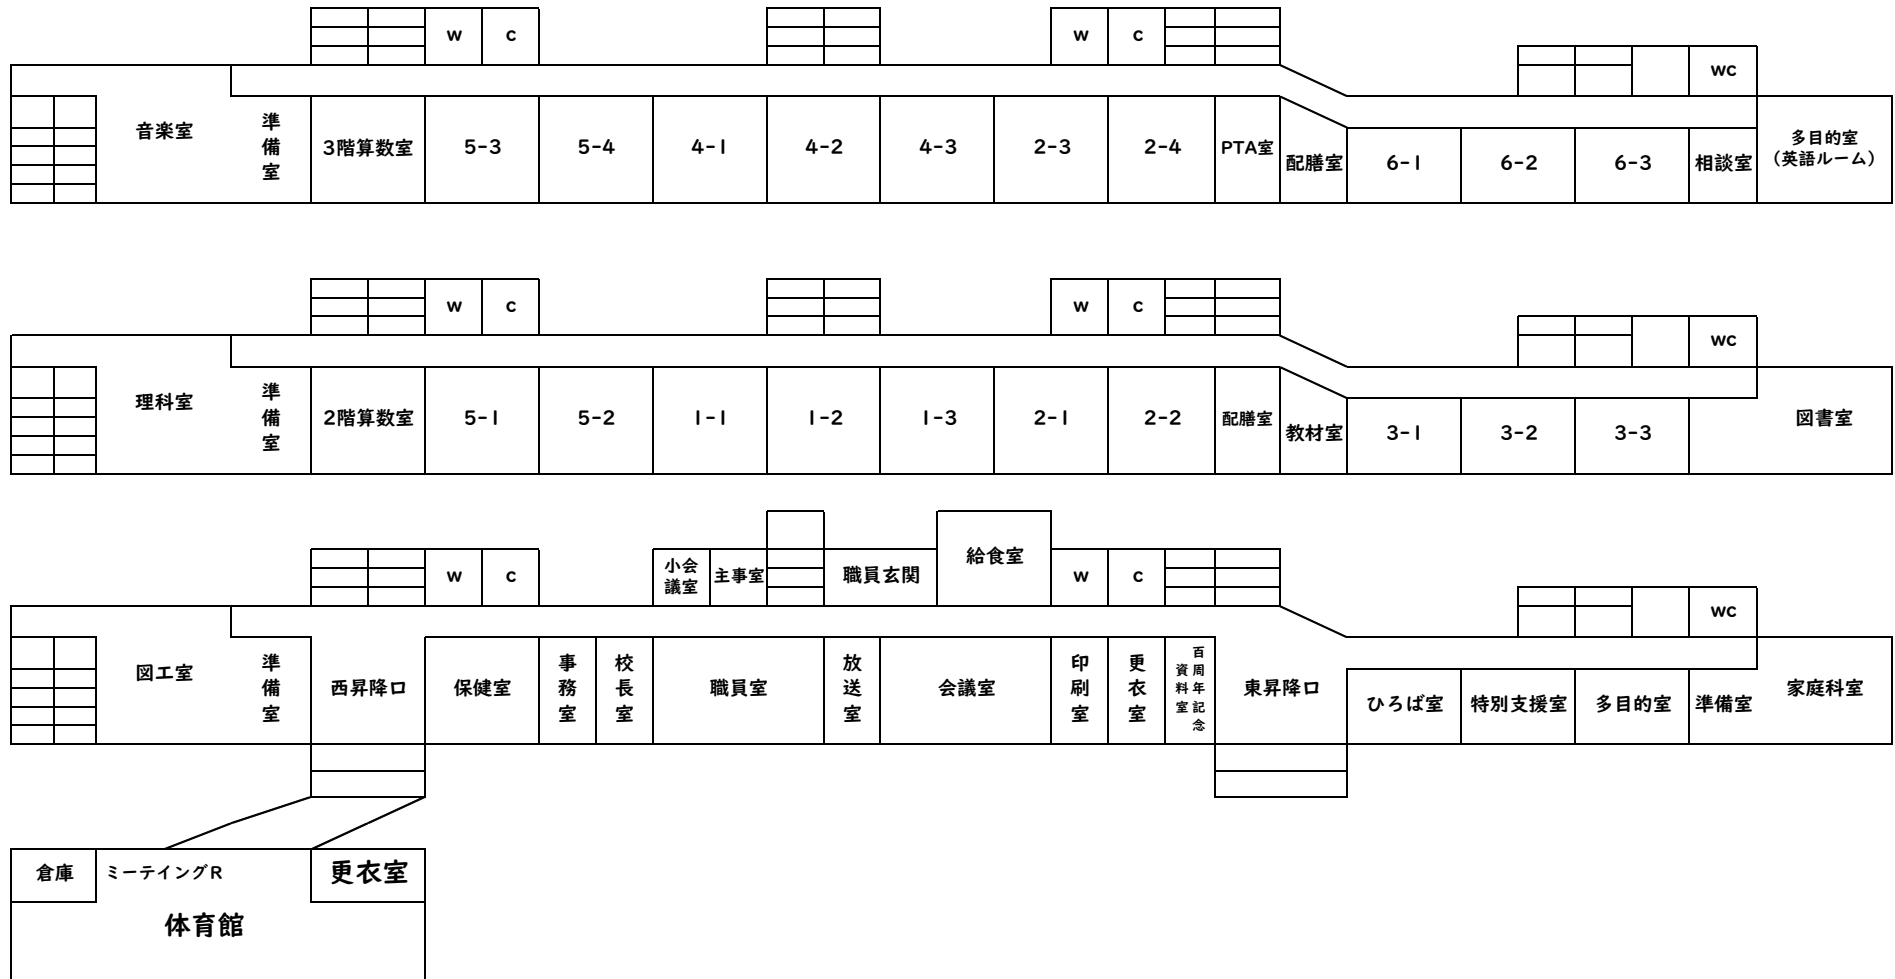 W C W C
WC
音楽室 準備室 3階算数室 5-3 5-4 4-1 4-2 4-3 2-3 2-4 PTA室 配膳室 6-1 6-2 6-3 相談室 多目的室
（英語ルーム）
W C W C
WC
理科室 準備室 2階算数室 5-1 5-2 1-1 1-2 1-3 2-1 2-2 配膳室 教材室 3-1 3-2 3-3 図書室
給食室
W C 小会
議室 主事室 職員玄関 W C
WC
図工室 準備室 西昇降口 保健室 事務室 校長室 職員室 放送室 会議室 印刷室 更衣室 百周年記念
資料室 東昇降口 ひろば室 特別支援室 多目的室 準備室 家庭科室
倉庫 ミーテイングR 更衣室
体育館